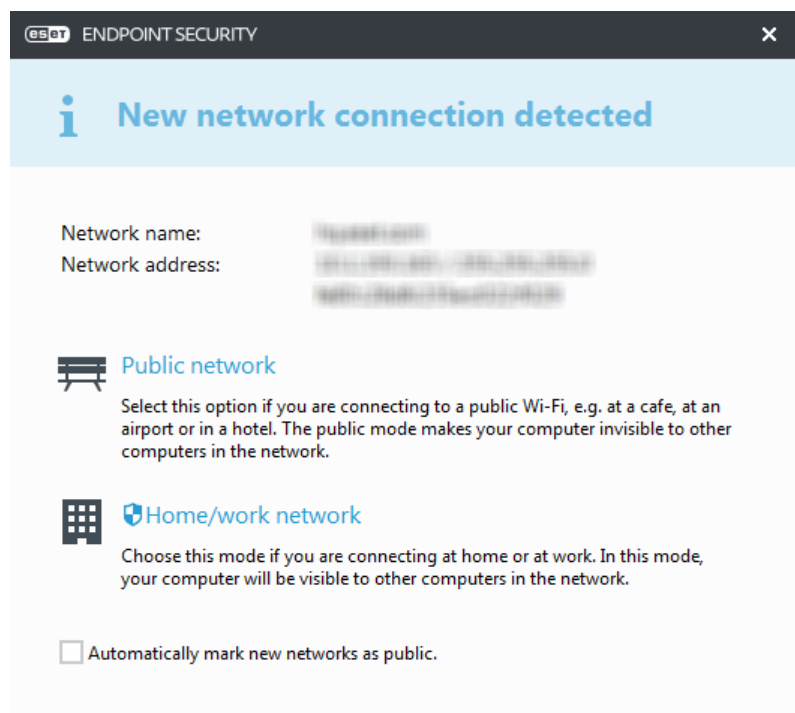 eset ENDPOINT SECURITY
New network connection detected
Network name:
Network address:
Public network
Select this option if you are connecting to a public Wi-Fi, e.g. at a cafe, at an
airport or in a hotel. The public mode makes your computer invisible to other
computers in the network.
Home/work network
Choose this mode if you are connecting at home or at work. In this mode,
your computer will be visible to other computers in the network.
Automatically mark new networks as public.